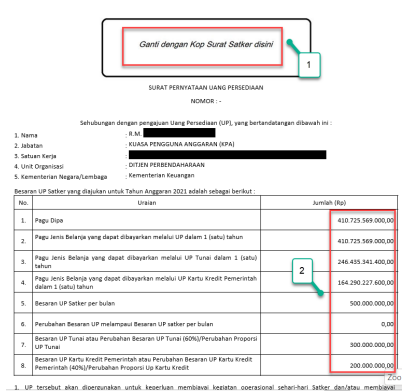 Ganti dengan Kop Surat Satker disini
1
SURAT PERNYATAAN UANG PERSEDIAAN
NOMOR : -
Sehubungan dengan pengajuan Uang Persediaan (UP), yang bertandatangan dibawah ini :
1. Nama : R.M.
2. Jabatan : KUASA PENGGUNA ANGGARAN (KPA)
3. Satuan Kerja :
4. Unit Organisasi : DITJEN PERBENDAHARAAN
5. Kementerian Negara/Lembaga : Kementerian Keuangan
Besaran UP Satker yang diajukan untuk Tahun Anggaran 2021 adalah sebagai berikut :
No. Uraian Jumlah (Rp)
1. Pagu Dipa 410.725.569.000,00
2. Pagu Jenis Belanja yang dapat dibayarkan melalui UP dalam 1 (satu) tahun 410.725.569.000,00
3. Pagu Jenis Belanja yang dapat dibayarkan melalui UP Tunai dalam 1 (satu)
tahun 246.435.341.400,00
4. Pagu Jenis Belanja yang dapat dibayarkan melalui UP Kartu Kredit Pemerintah
dalam 1 (satu) tahun 164.290.227.600,00
2
5. Besaran UP Satker per bulan 500.000.000,00
6. Perubahan Besaran UP melampaui Besaran UP satker per bulan 0,00
7. Besaran UP Tunai atau Perubahan Besaran UP Tunai (60%)/Perubahan Proporsi
UP Tunai 300.000.000,00
8. Besaran UP Kartu Kredit Pemerintah atau Perubahan Besaran UP Kartu Kredit
Pemerintah (40%)/Perubahan Proporsi Up Kartu Kredit 200.000.000,00
Zoo
1. UP tersebut akan dipergunakan untuk keperluan membiayai kegiatan operasional sehari-hari Satker dan/atau membiayai